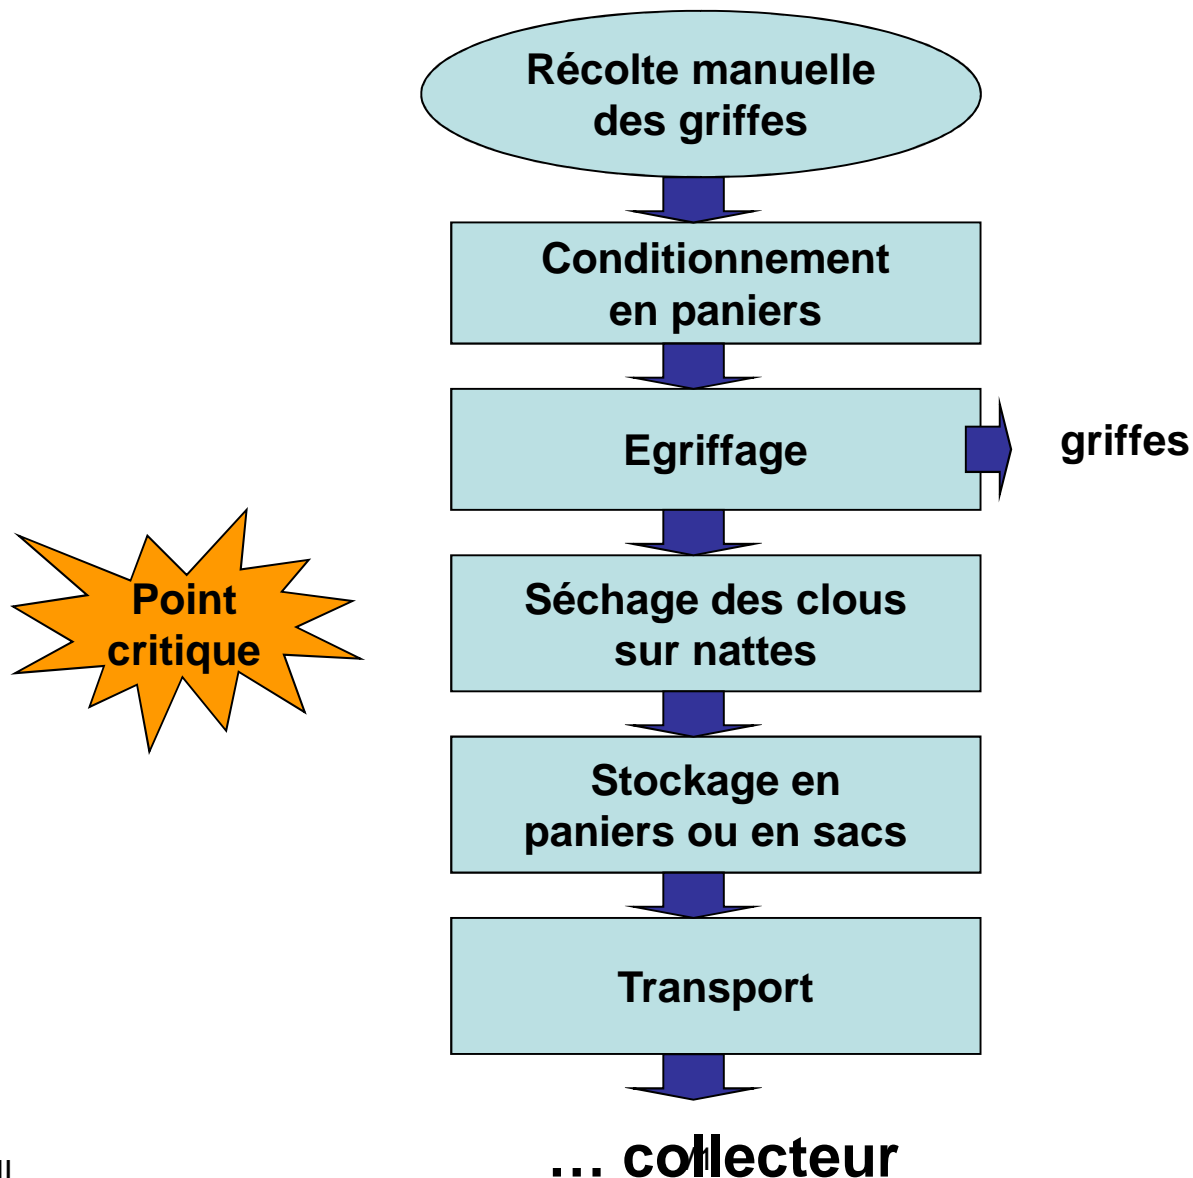 Récolte manuelle
des griffes
Conditionnement
en paniers
Egriffage
griffes
Point
critique
Séchage des clous
sur nattes
Stockage en
paniers ou en sacs
Transport
... collecteur